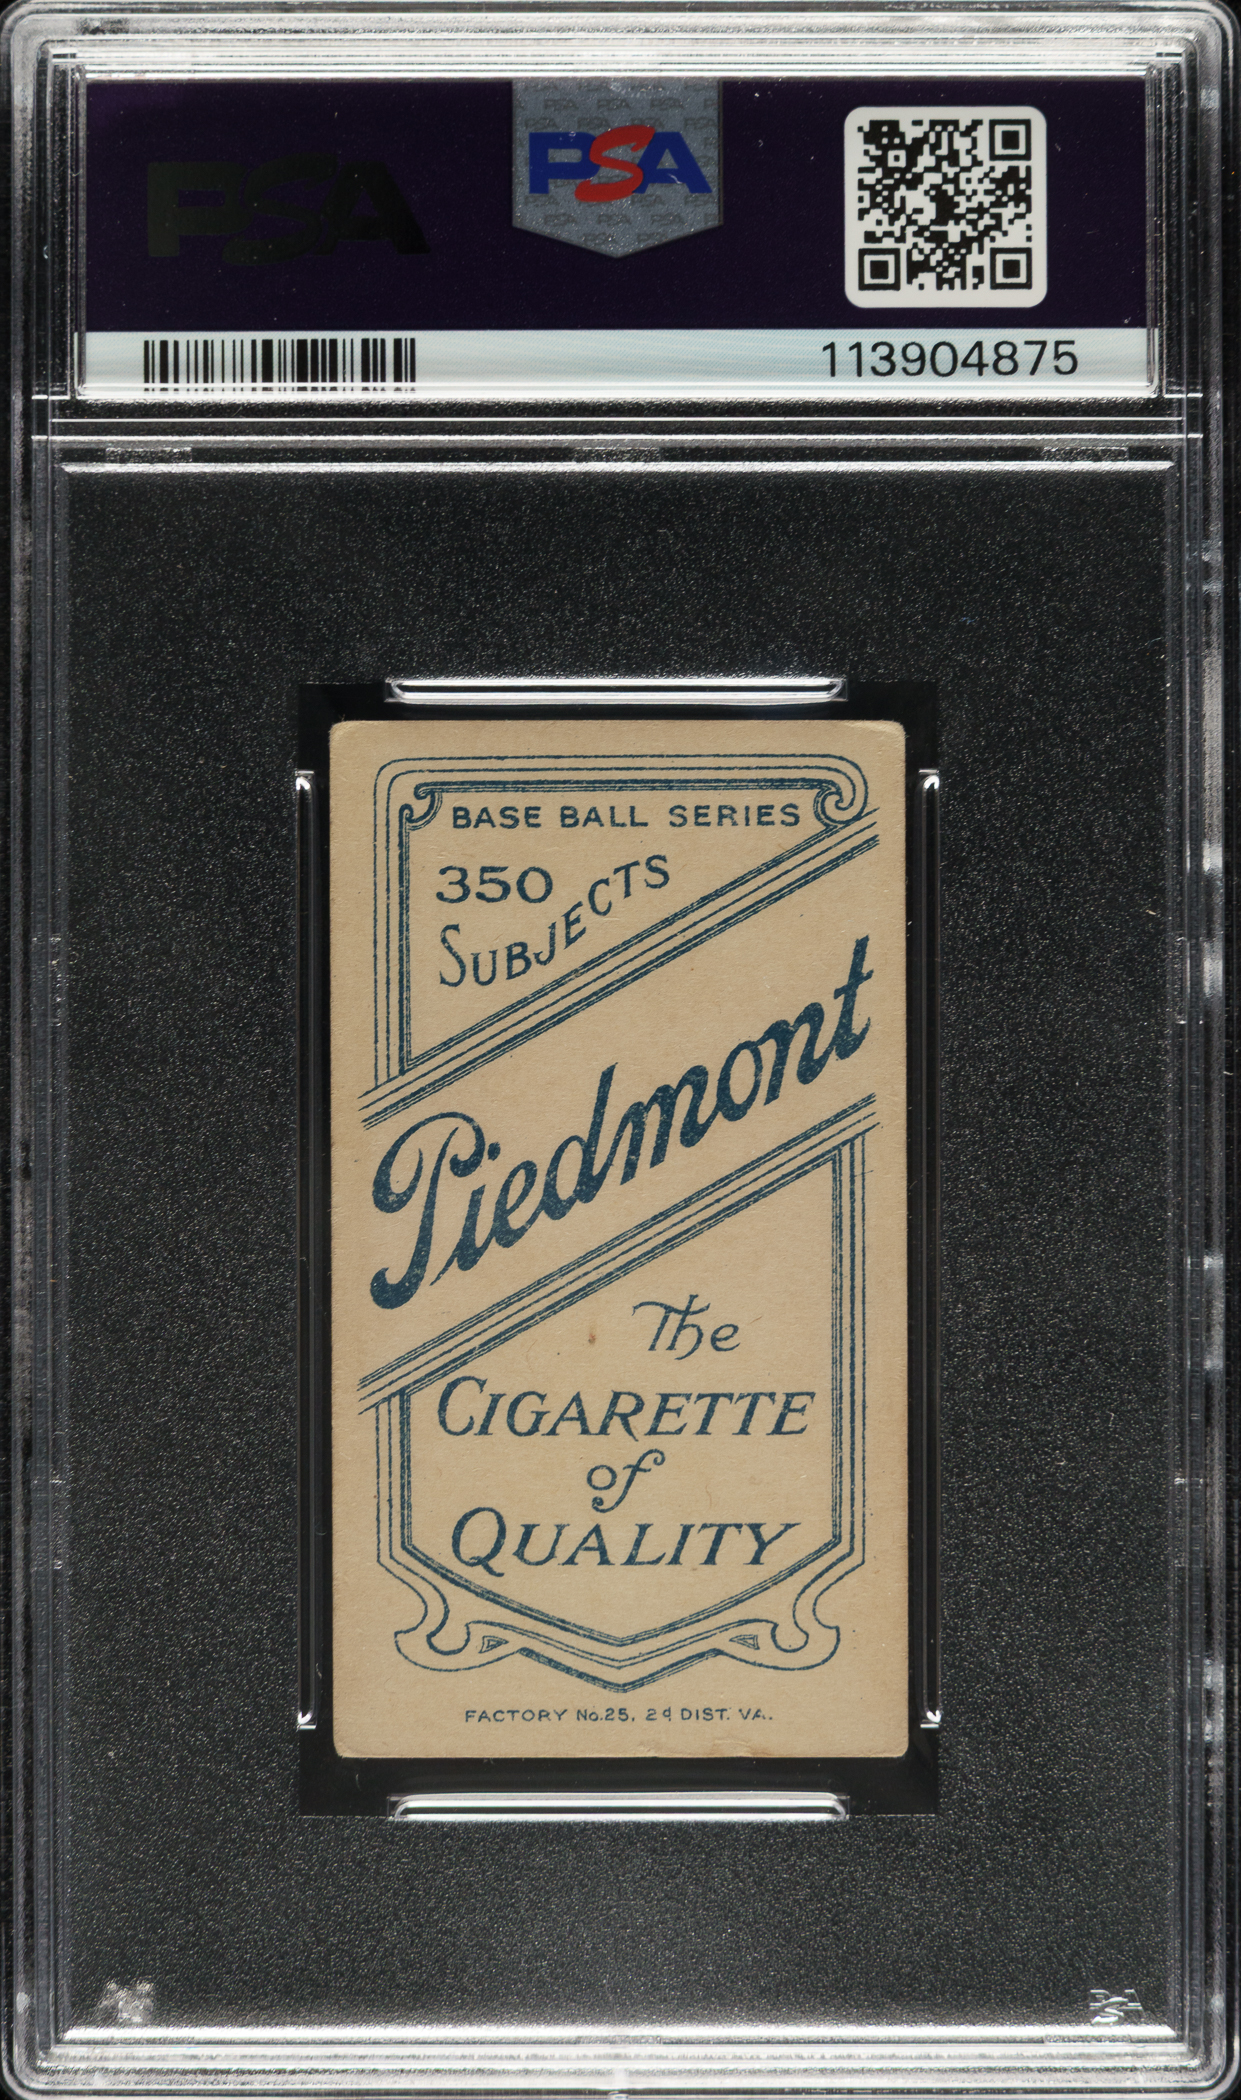 PSA
PSA
113904875
BASE BALL SERIES
350
SUBJECTS
Piedmont
The
CIGARETTE
of
QUALITY
FACTORY No.25, 2d DIST. VA.